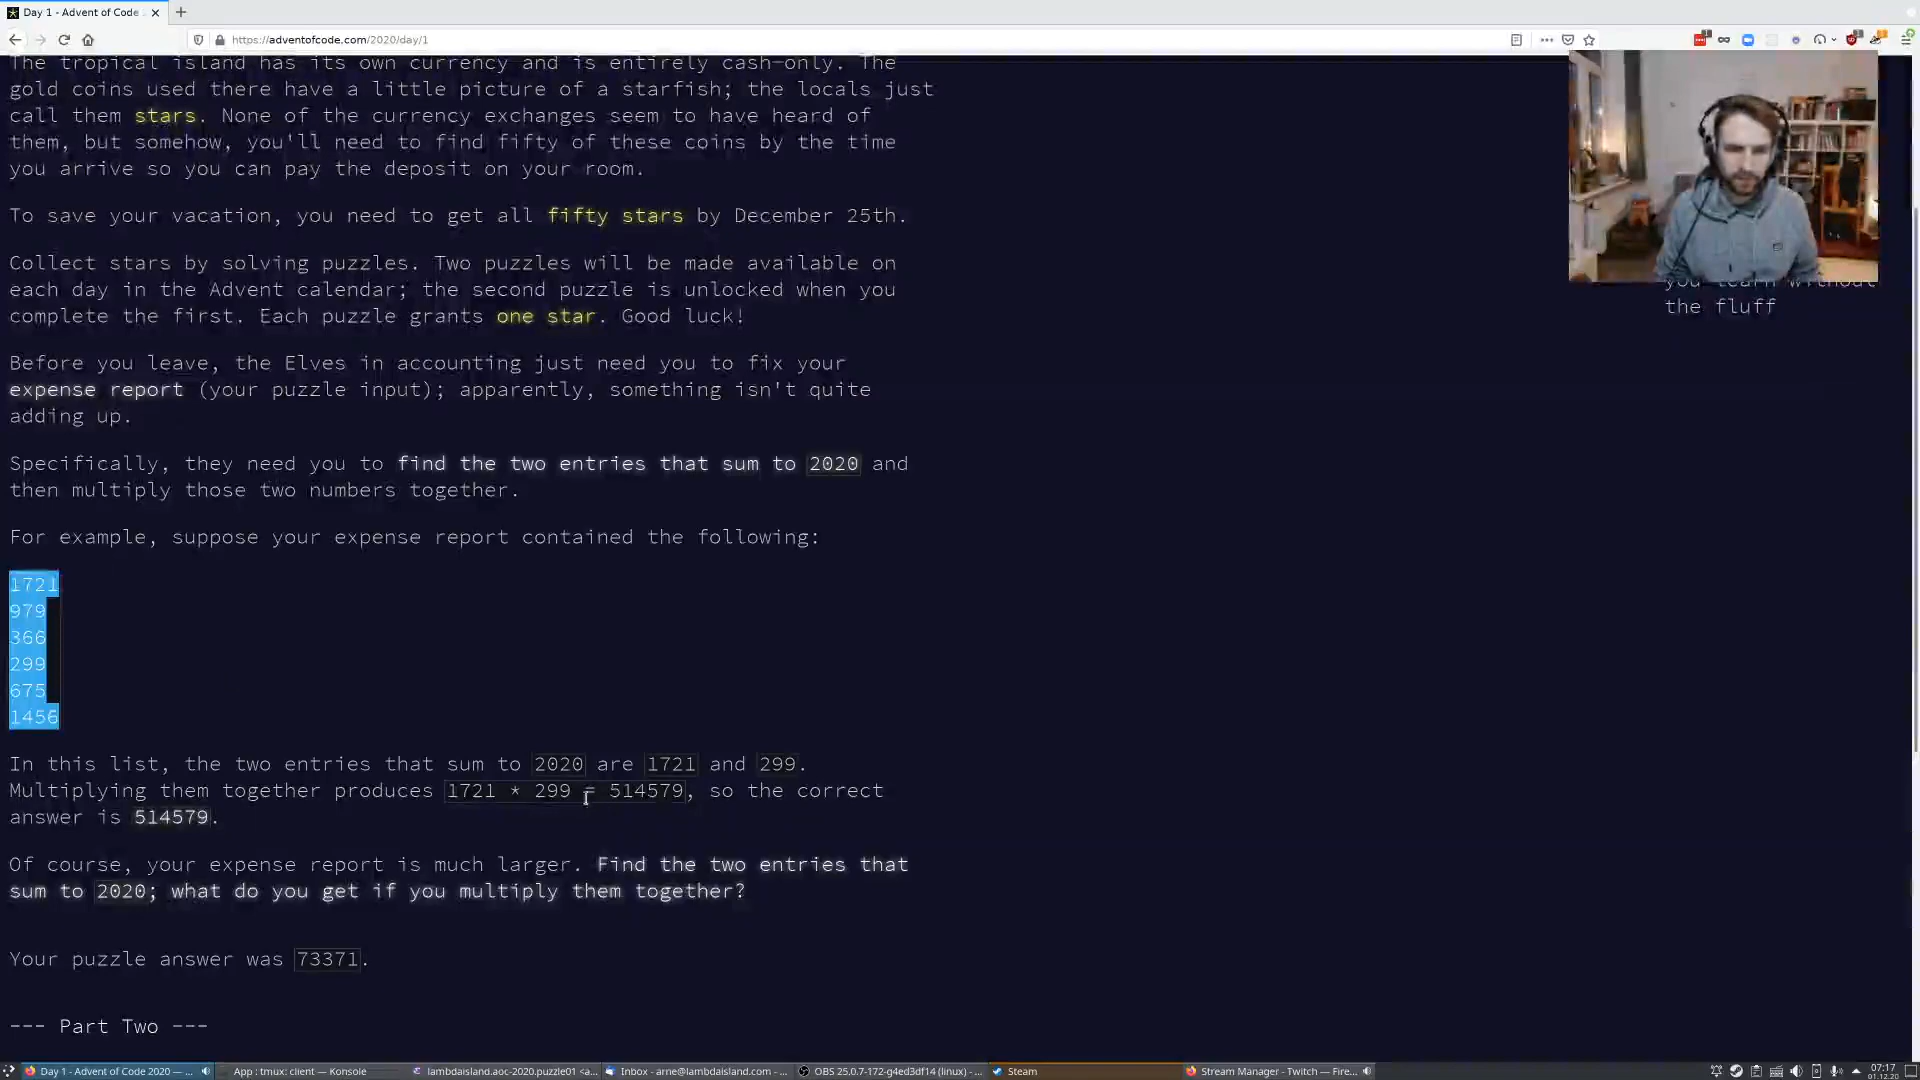 Day 1 - Advent of Code
https://adventofcode.com/2020/day/1
The tropical island has its own currency and is entirely cash-only. The
gold coins used there have a little picture of a starfish; the locals just
call them stars. None of the currency exchanges seem to have heard of
them, but somehow, you'll need to find fifty of these coins by the time
you arrive so you can pay the deposit on your room.
To save your vacation, you need to get all fifty stars by December 25th.
Collect stars by solving puzzles. Two puzzles will be made available on
each day in the Advent calendar; the second puzzle is unlocked when you
complete the first. Each puzzle grants one star. Good luck!
you learn without
the fluff
Before you leave, the Elves in accounting just need you to fix your
expense report (your puzzle input); apparently, something isn't quite
adding up.
Specifically, they need you to find the two entries that sum to 2020 and
then multiply those two numbers together.
For example, suppose your expense report contained the following:
1721
979
366
299
675
1456
In this list, the two entries that sum to 2020 are 1721 and 299.
Multiplying them together produces 1721 * 299 = 514579, so the correct
answer is 514579.
Of course, your expense report is much larger. Find the two entries that
sum to 2020; what do you get if you multiply them together?
Your puzzle answer was 73371.
--- Part Two ---
Day 1 - Advent of Code 2020 — ...
App : tmux: client — Konsole
lambdaisland.aoc-2020.puzzle01 <a...
Inbox - arne@lambdaisland.com - ...
OBS 25.0.7-172-g4ed3df14 (linux) - ...
Steam
Stream Manager - Twitch — Fire...
07:17
01.12.20